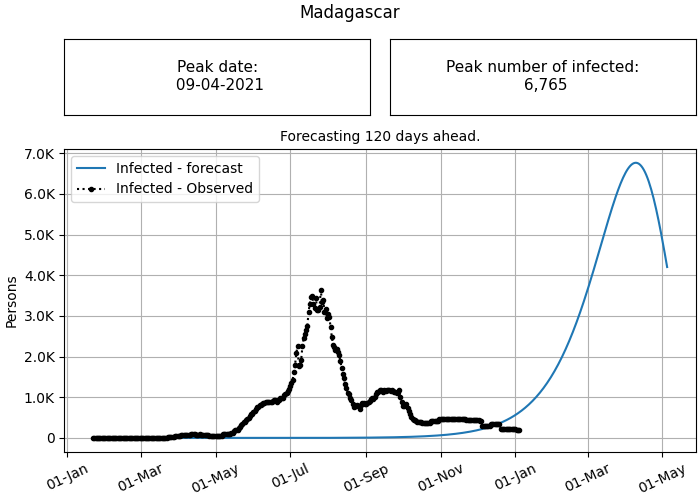 Madagascar
Peak date:
09-04-2021
Peak number of infected:
6,765
Forecasting 120 days ahead.
7.0K
6.0K
5.0K
4.0K
3.0K
2.0K
1.0K
0
Persons
Infected - forecast
Infected - Observed
01-Jan
01-Mar
01-May
01-Jul
01-Sep
01-Nov
01-Jan
01-Mar
01-May